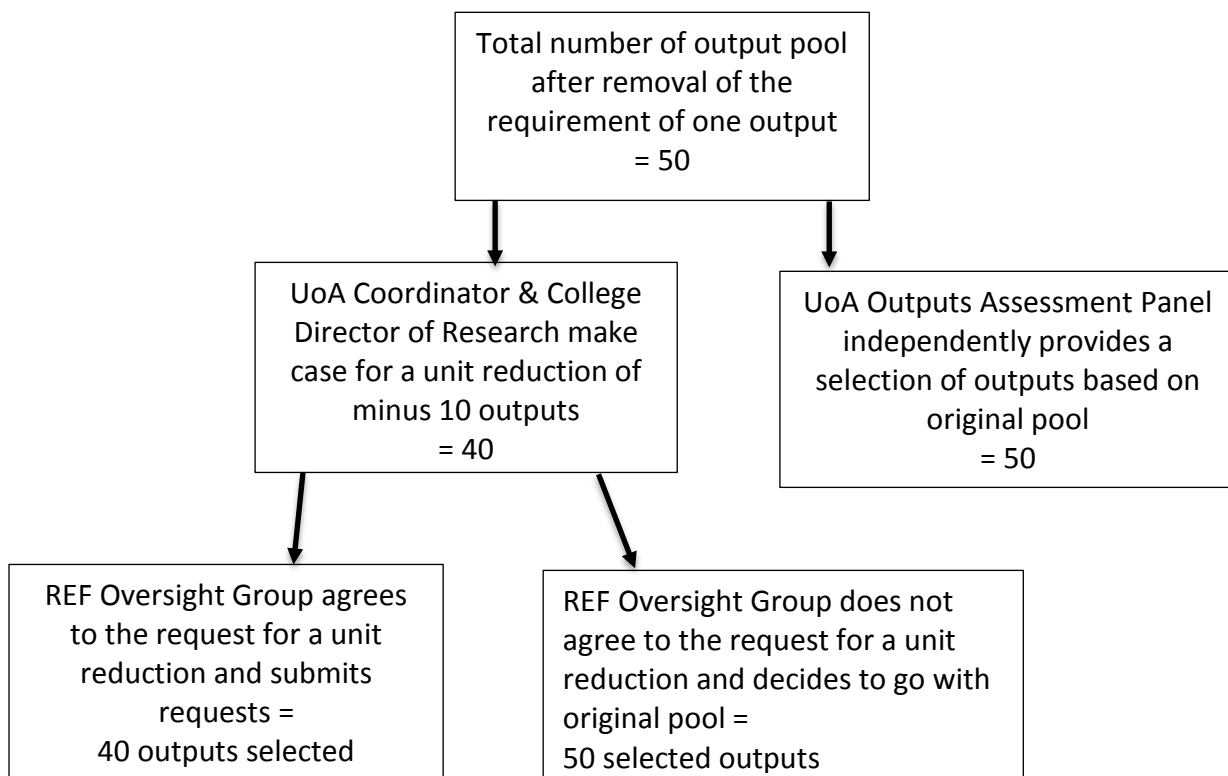 Total number of output pool
after removal of the
requirement of one output
= 50
UoA Coordinator & College
Director of Research make
case for a unit reduction of
minus 10 outputs
= 40
UoA Outputs Assessment Panel
independently provides a
selection of outputs based on
original pool
= 50
REF Oversight Group agrees
to the request for a unit
reduction and submits
requests =
40 outputs selected
REF Oversight Group does not
agree to the request for a unit
reduction and decides to go with
original pool =
50 selected outputs